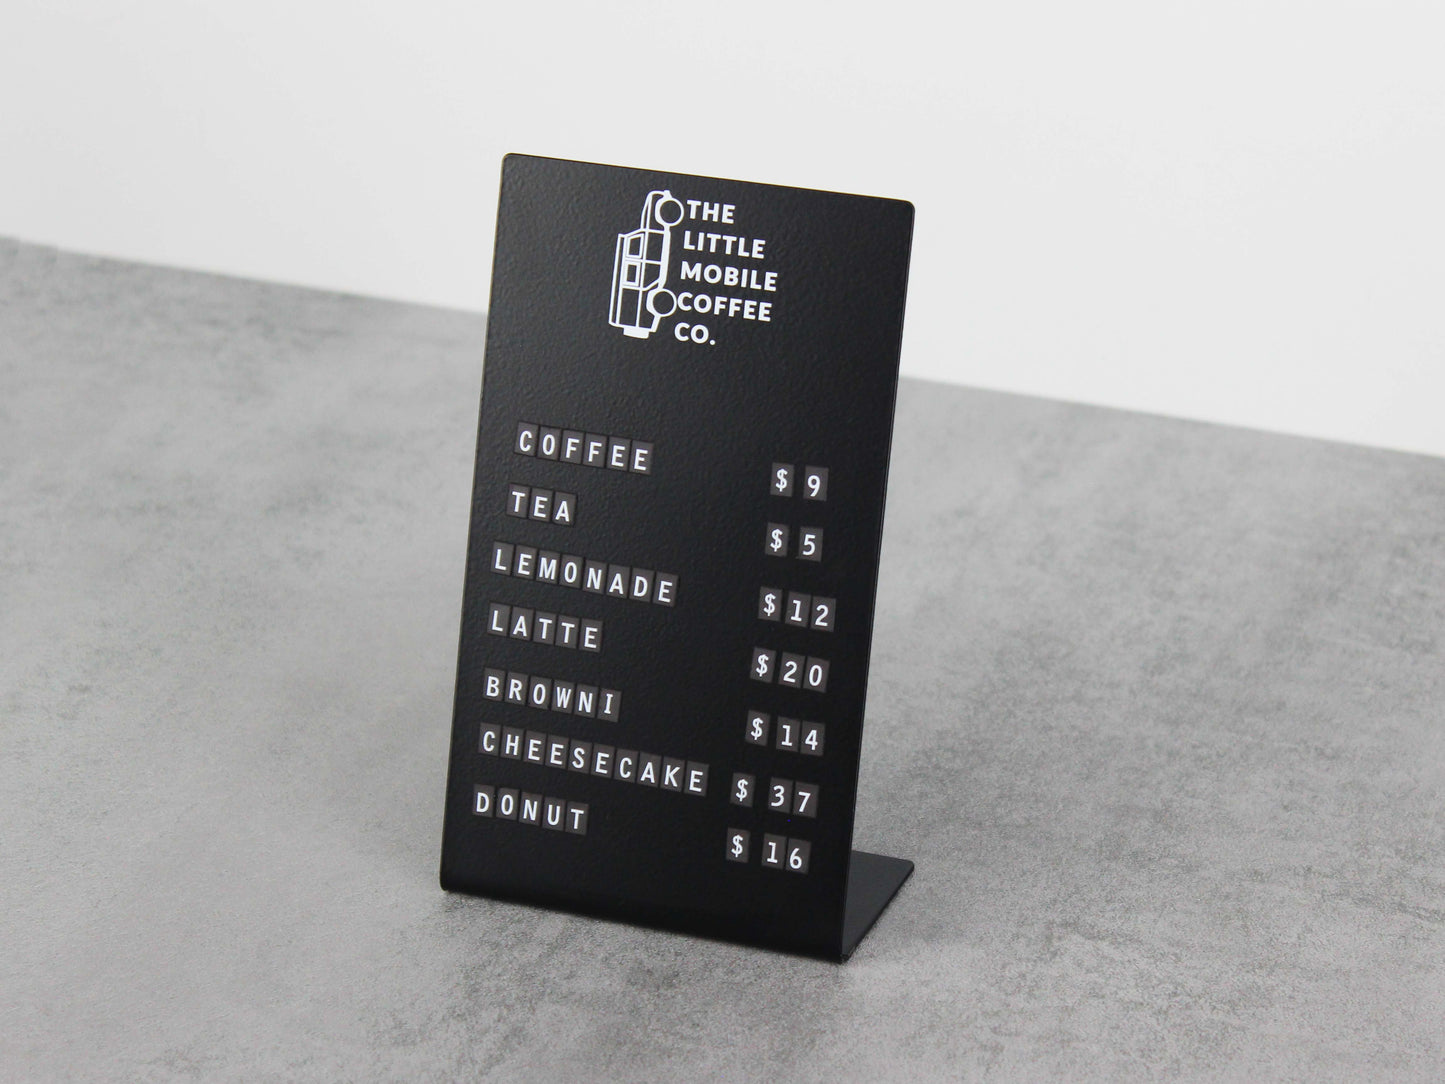 THE
LITTLE
MOBILE
COFFEE
CO.
COFFEE $ 9
TEA $ 5
LEMONADE $12
LATTE $20
BROWNI $ 14
CHEESECAKE $ 37
DONUT $ 16